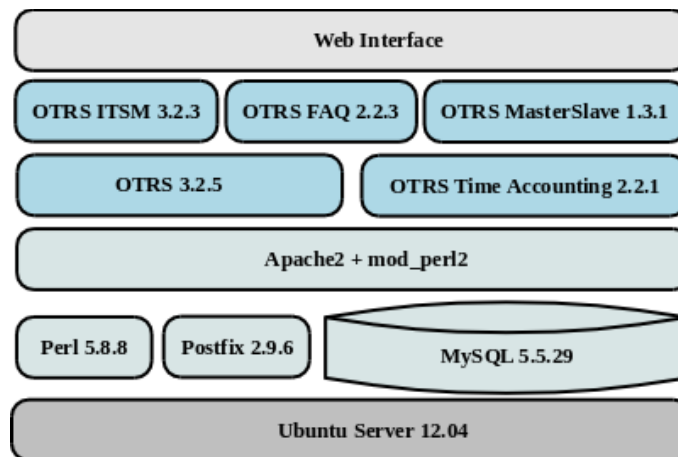 Web Interface
OTRS ITSM 3.2.3
OTRS FAQ 2.2.3
OTRS MasterSlave 1.3.1
OTRS 3.2.5
OTRS Time Accounting 2.2.1
Apache2 + mod_perl2
Perl 5.8.8
Postfix 2.9.6
MySQL 5.5.29
Ubuntu Server 12.04